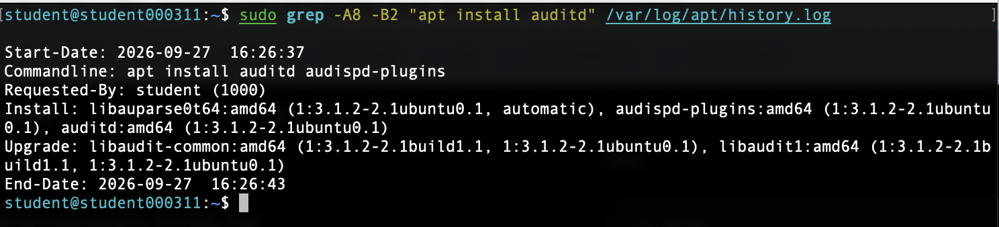 [student@student000311:~$ sudo grep -A8 -B2 "apt install auditd" /var/log/apt/history.log ]
Start-Date: 2026-09-27  16:26:37
Commandline: apt install auditd audispd-plugins
Requested-By: student (1000)
Install: libauparse0t64:amd64 (1:3.1.2-2.1ubuntu0.1, automatic), audispd-plugins:amd64 (1:3.1.2-2.1ubuntu
0.1), auditd:amd64 (1:3.1.2-2.1ubuntu0.1)
Upgrade: libaudit-common:amd64 (1:3.1.2-2.1build1.1, 1:3.1.2-2.1ubuntu0.1), libaudit1:amd64 (1:3.1.2-2.1b
uild1.1, 1:3.1.2-2.1ubuntu0.1)
End-Date: 2026-09-27  16:26:43
student@student000311:~$